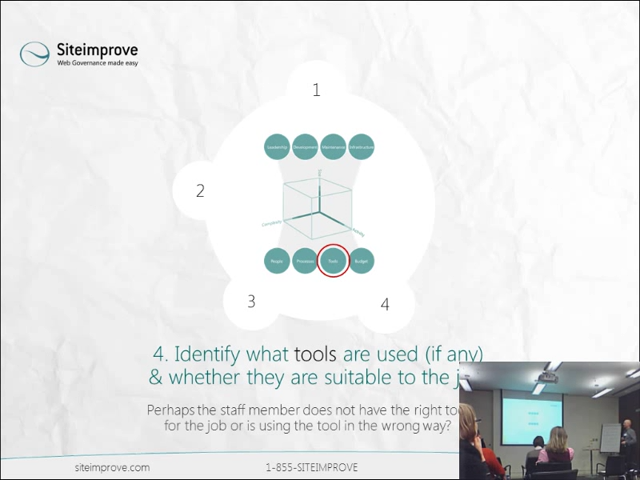 Siteimprove
Web Governance made easy
1
Leadership Development Maintenance Infrastructure
2
People Processes Tools Budget
3
4
4. Identify what tools are used (if any)
& whether they are suitable to the j
Perhaps the staff member does not have the right to
for the job or is using the tool in the wrong way?
siteimprove.com 1-855-SITEIMPROVE